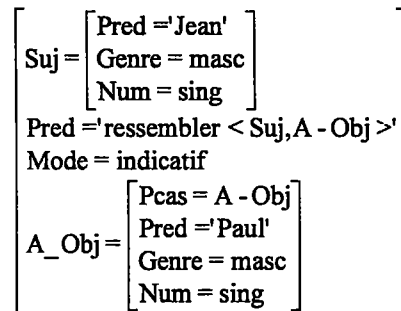 Pred ='Jean'
Suj = Genre = masc
Num = sing
Pred ='ressembler < Suj,A - Obj >'
Mode = indicatif
Pcas = A - Obj
Pred ='Paul'
A_Obj = Genre = masc
Num = sing